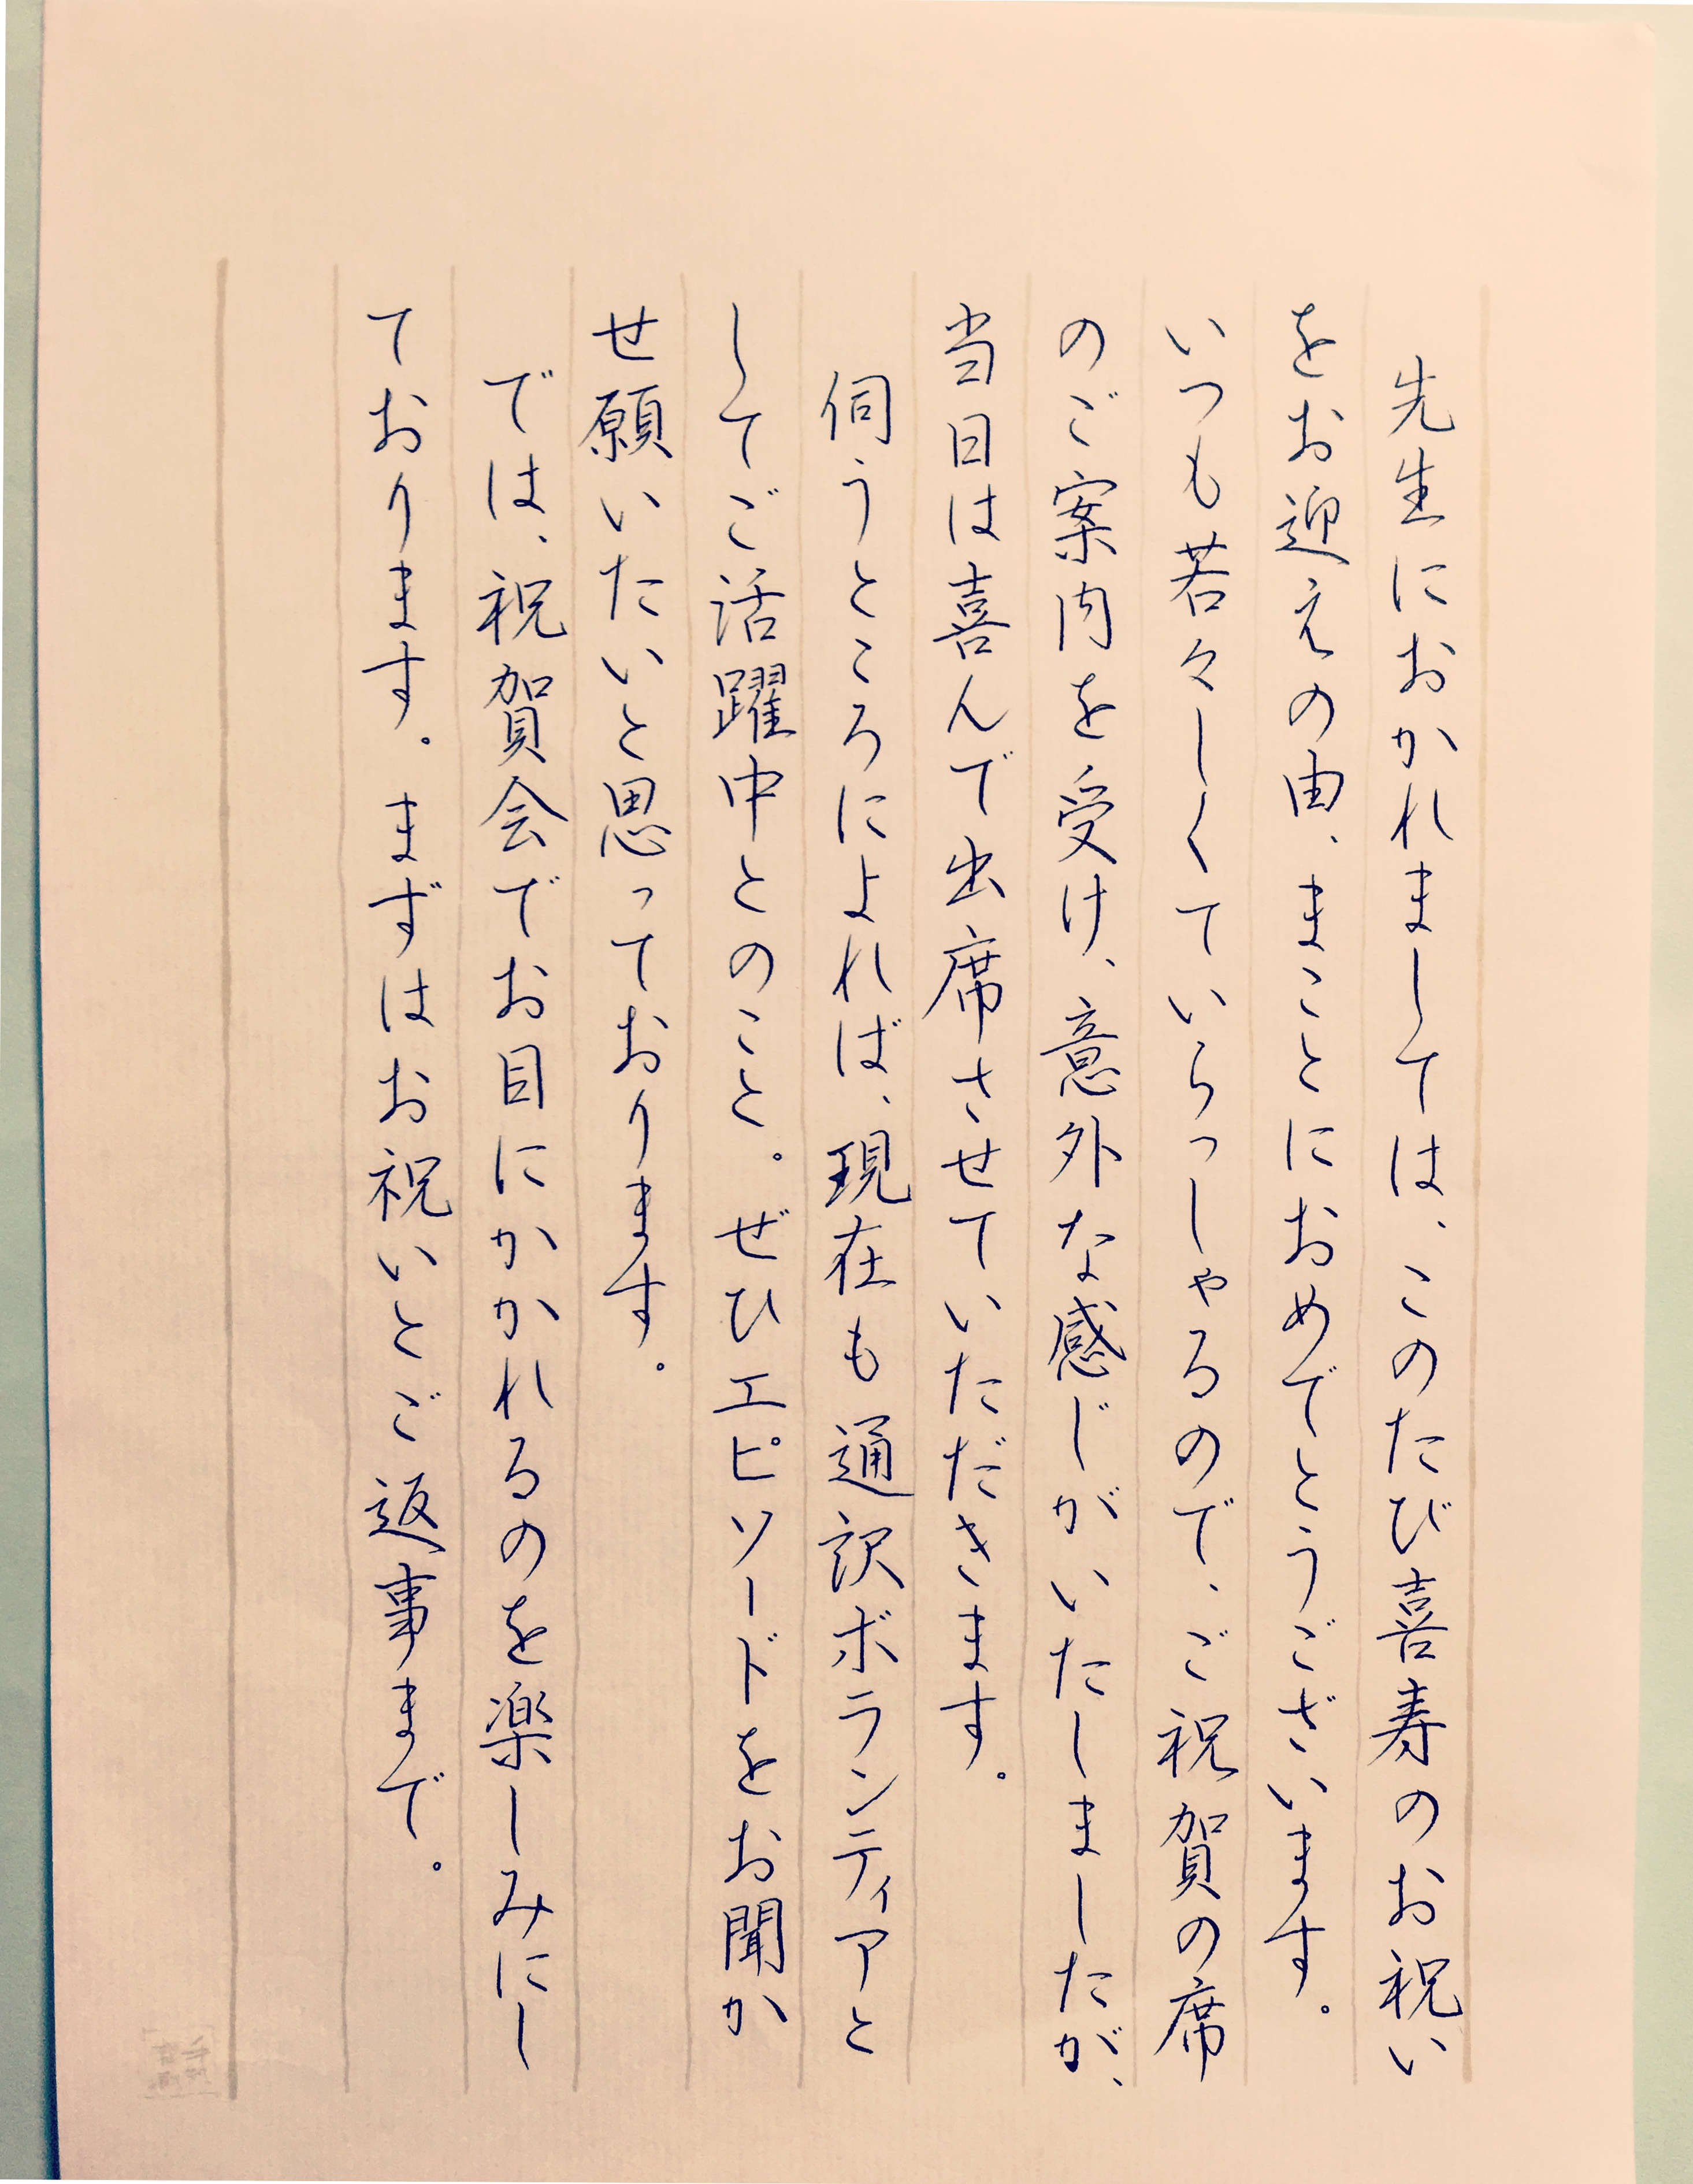 先生におかれましては、このたび喜寿のお祝い
をお迎えの由、まことにおめでとうございます。
いつも若々しくていらっしゃるので、ご祝賀の席
のご案内を受け、意外な感じがいたしましたが、
当日は喜んで出席させていただきます。
伺うところによれば、現在も通訳ボランティアと
してご活躍中とのこと。ぜひエピソードをお聞か
せ願いたいと思っております。
では、祝賀会でお目にかかれるのを楽しみにし
ております。まずはお祝いとご返事まで。